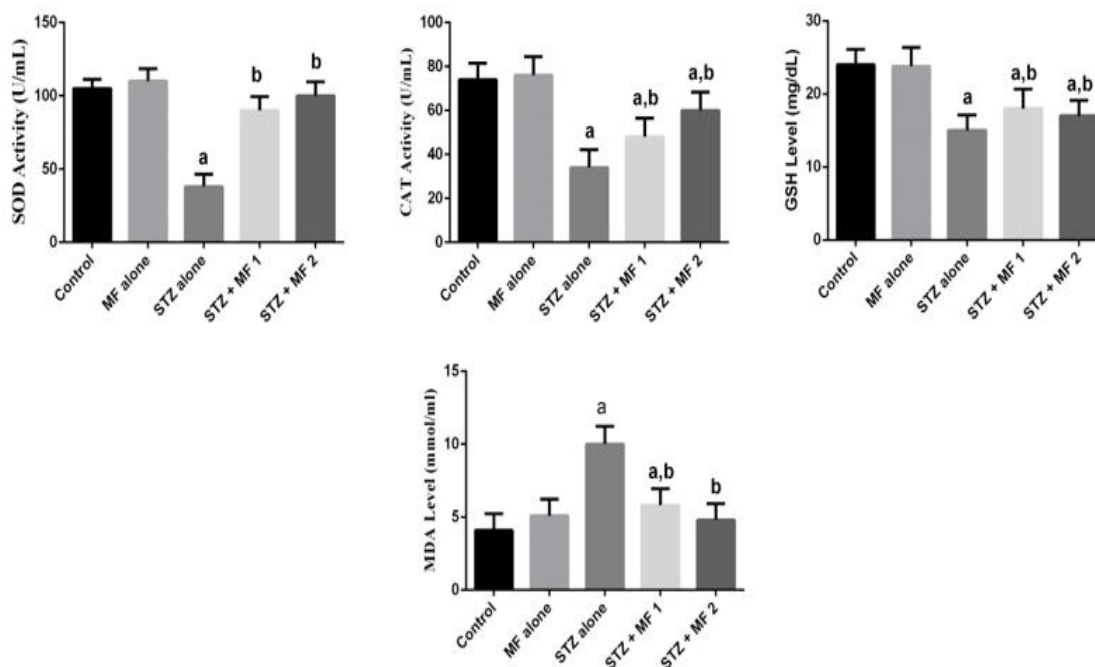 SOD Activity (U/mL)
150
100
50
0
a
b
b
Control
MF alone
STZ alone
STZ + MF 1
STZ + MF 2
CAT Activity (U/mL)
100
80
60
40
20
0
a
a,b
a,b
Control
MF alone
STZ alone
STZ + MF 1
STZ + MF 2
GSH Level (mg/dL)
30
20
10
0
a
a,b
a,b
Control
MF alone
STZ alone
STZ + MF 1
STZ + MF 2
MDA Level (mmol/ml)
15
10
5
0
a
a,b
b
Control
MF alone
STZ alone
STZ + MF 1
STZ + MF 2